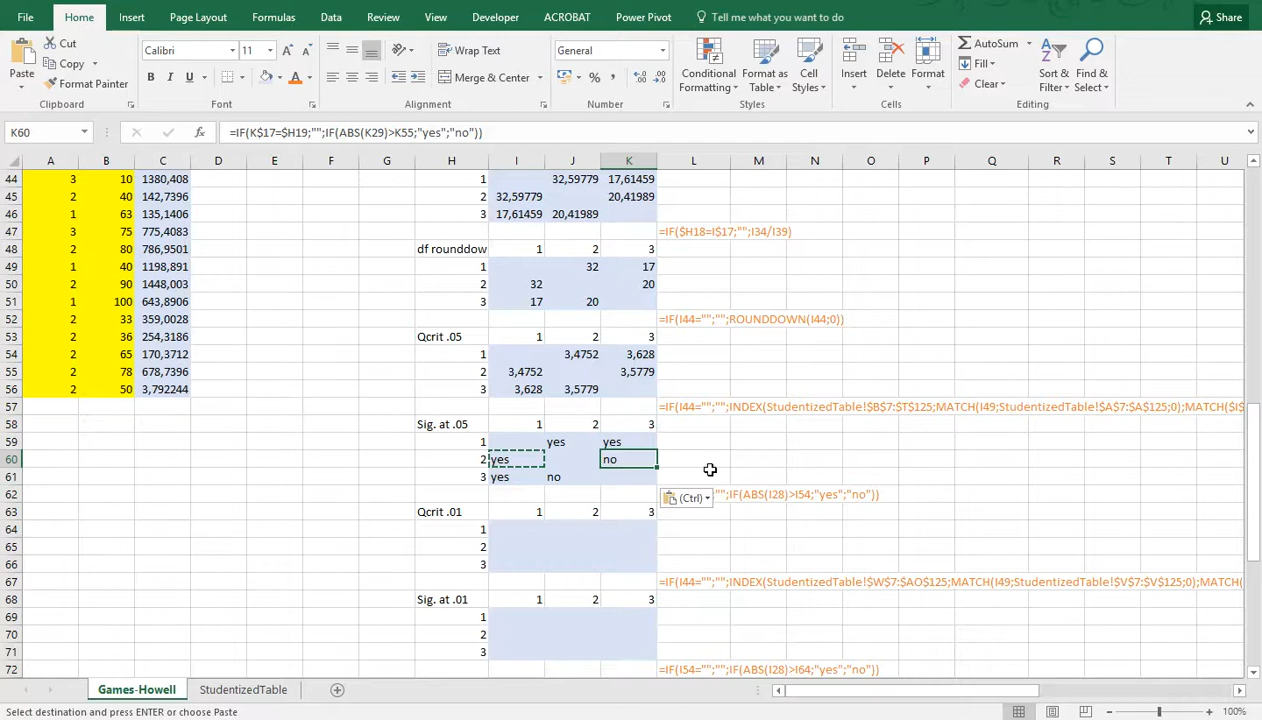 File Home Insert Page Layout Formulas Data Review View Developer ACROBAT Power Pivot Tell me what you want to do Share
Cut Calibri 11 Wrap Text General AutoSum
Copy Fill
Paste Format Painter Merge & Center Conditional Formatting Format as Table Cell Styles Insert Delete Format Clear Sort & Filter Find & Select
Clipboard Font Alignment Number Styles Cells Editing
K60 =IF(K$17=$H19;"";IF(ABS(K29)>K55;"yes";"no"))
A B C D E F G H I J K L M N O P Q R S T U
44 3 10 1380,408 1 32,59779 17,61459
45 2 40 142,7396 2 32,59779 20,41989
46 1 63 135,1406 3 17,61459 20,41989
47 3 75 775,4083 =IF($H18=I$17;"";I34/I39)
48 2 80 786,9501 df rounddow 1 2 3
49 1 40 1198,891 1 32 17
50 2 90 1448,003 2 32 20
51 1 100 643,8906 3 17 20
52 2 33 359,0028 =IF(I44="";"";ROUNDDOWN(I44;0))
53 2 36 254,3186 Qcrit .05 1 2 3
54 2 65 170,3712 1 3,4752 3,628
55 2 78 678,7396 2 3,4752 3,5779
56 2 50 3,792244 3 3,628 3,5779
57 =IF(I44="";"";INDEX(StudentizedTable!$B$7:$T$125;MATCH(I49;StudentizedTable!$A$7:$A$125;0);MATCH($I$
58 Sig. at .05 1 2 3
59 1 yes yes
60 2 yes no
61 3 yes no
62 (Ctrl) "";IF(ABS(I28)>I54;"yes";"no"))
63 Qcrit .01 1 2 3
64 1
65 2
66 3
67 =IF(I44="";"";INDEX(StudentizedTable!$W$7:$AO$125;MATCH(I49;StudentizedTable!$V$7:$V$125;0);MATCH(
68 Sig. at .01 1 2 3
69 1
70 2
71 3
72 =IF(I54="";"";IF(ABS(I28)>I64;"yes";"no"))
Games-Howell StudentizedTable
Select destination and press ENTER or choose Paste 100%